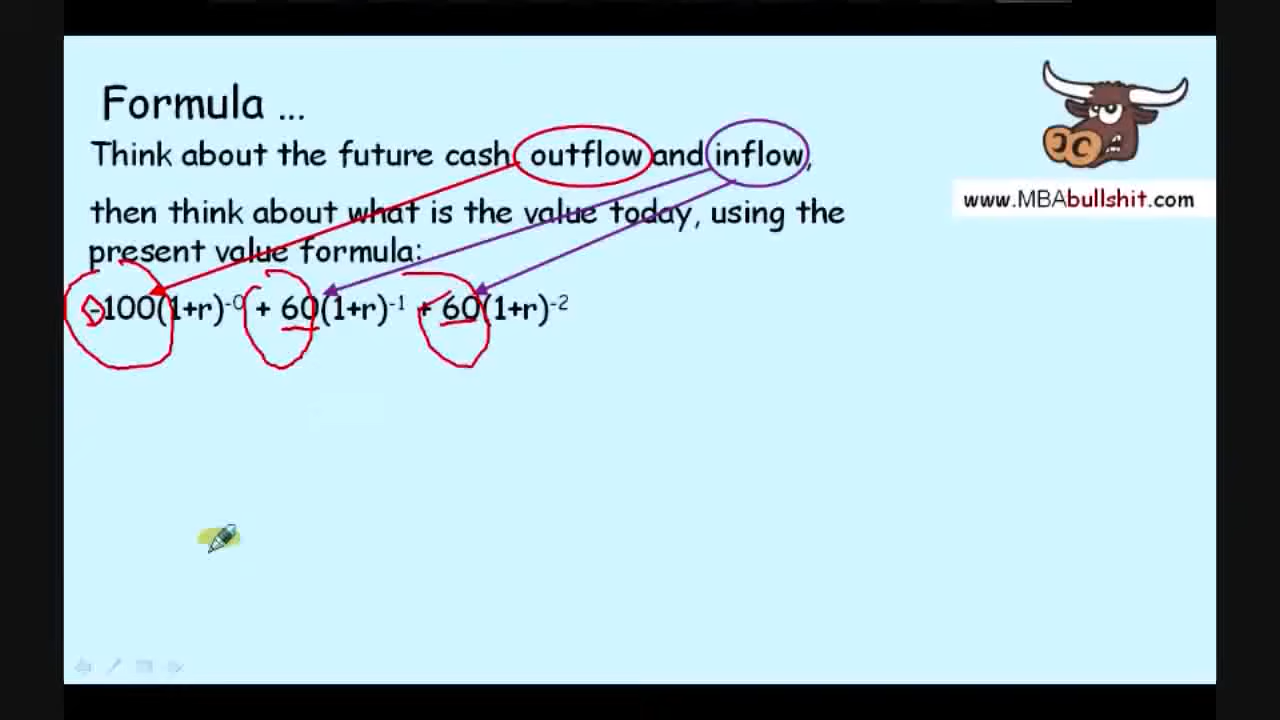 Formula ...
Think about the future cash outflow and inflow,
www.MBAbullshit.com
then think about what is the value today, using the
present value formula:
-100(1+r)⁻⁰ + 60(1+r)⁻¹ + 60(1+r)⁻²